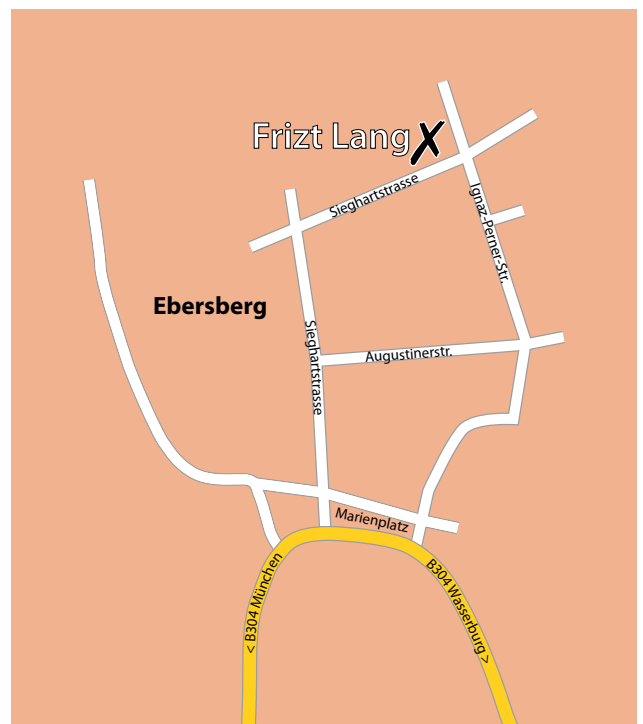 Frizt Lang
Sieghartstrasse
Ignaz-Perner-Str.
Ebersberg
Sieghartstrasse
Augustinerstr.
Marienplatz
< B304 München
B304 Wasserburg >